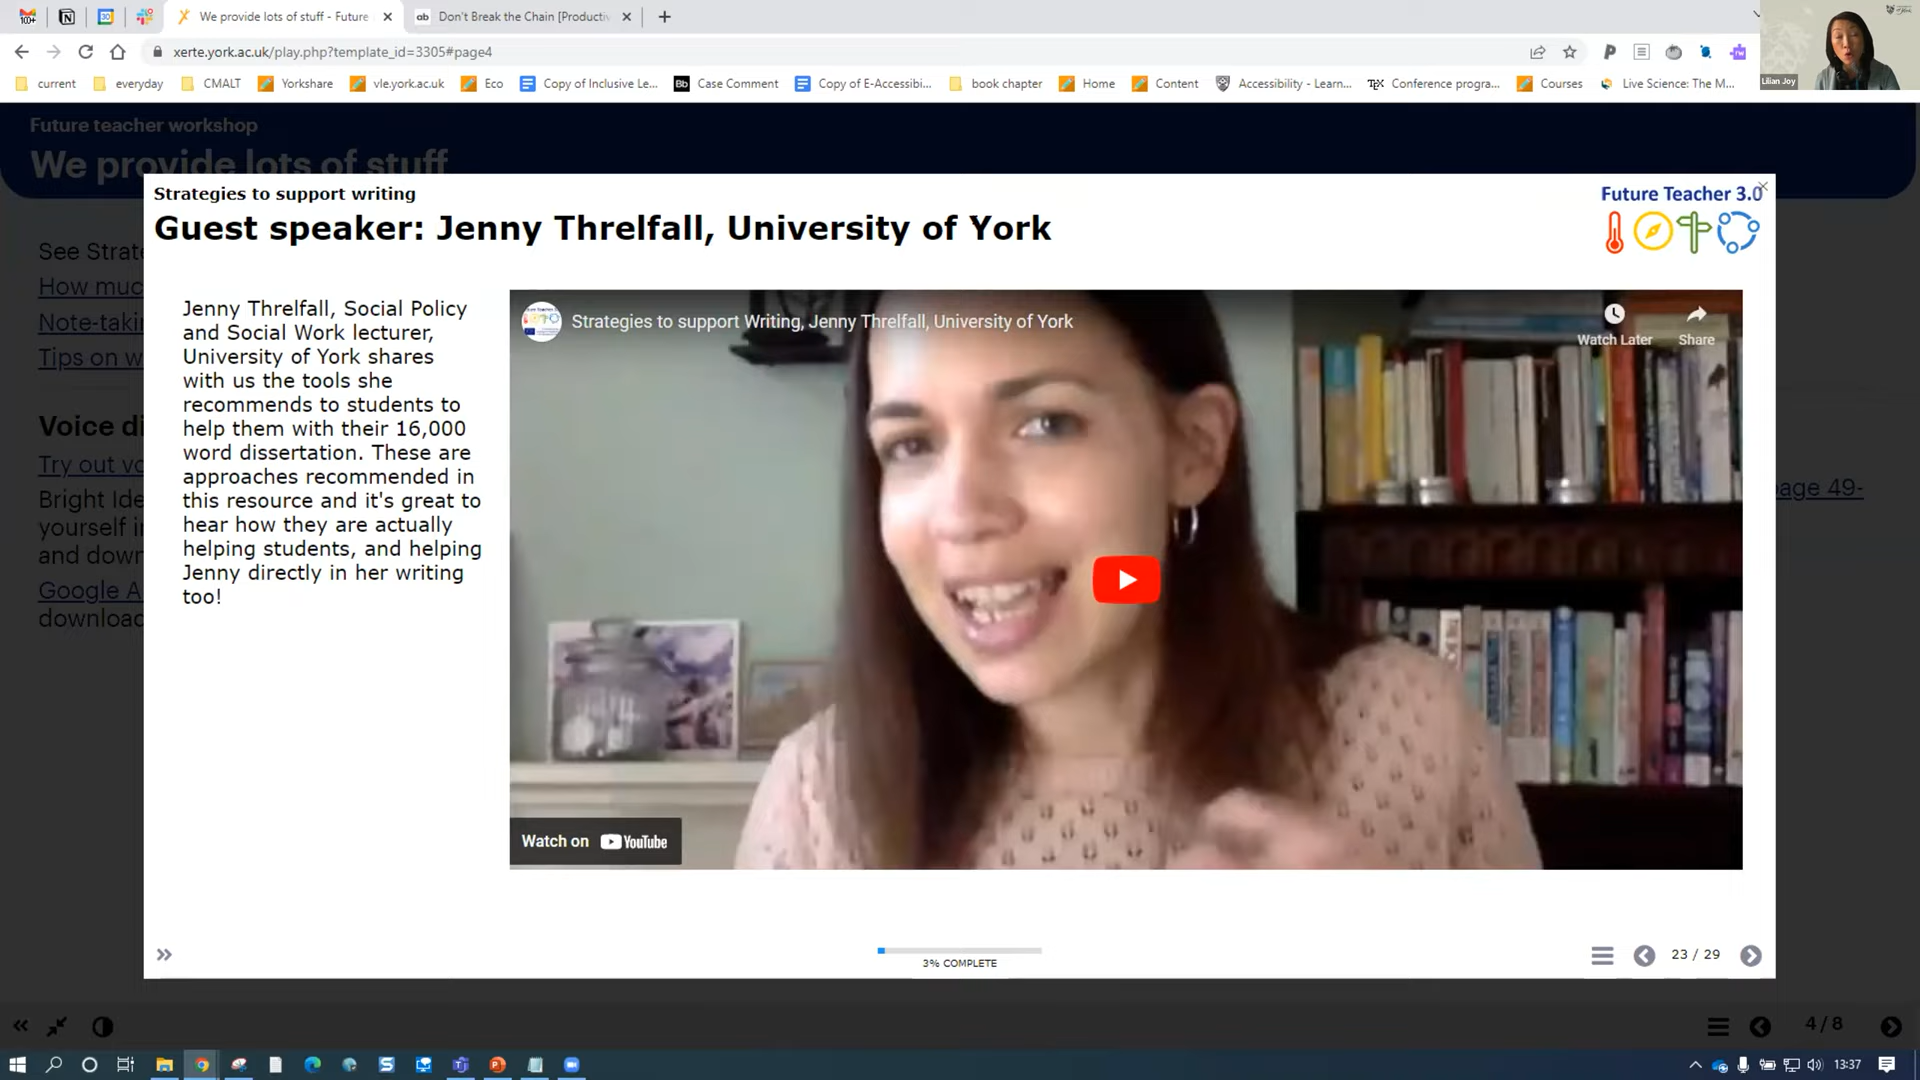 We provide lots of stuff - Future
Don't Break the Chain [Producti
xerte.york.ac.uk/play.php?template_id=3305#page4
current
everyday
CMALT
Yorkshare
vle.york.ac.uk
Eco
Copy of Inclusive Le...
Bb
Case Comment
Copy of E-Accessibi...
book chapter
Home
Content
Accessibility - Learn...
Conference progra...
Courses
Live Science: The M...
Lilian Joy
Future teacher workshop
We provide lots of stuff
Strategies to support writing
Guest speaker: Jenny Threlfall, University of York
Future Teacher 3.0
See Strate
How muc
Note-taki
Tips on w
Voice di
Try out vo
Bright Ide
yourself i
and down
Google A
download
page 49-
Jenny Threlfall, Social Policy
and Social Work lecturer,
University of York shares
with us the tools she
recommends to students to
help them with their 16,000
word dissertation. These are
approaches recommended in
this resource and it's great to
hear how they are actually
helping students, and helping
Jenny directly in her writing
too!
Strategies to support Writing, Jenny Threlfall, University of York
Watch Later
Share
Watch on YouTube
3% COMPLETE
23 / 29
4 / 8
13:37